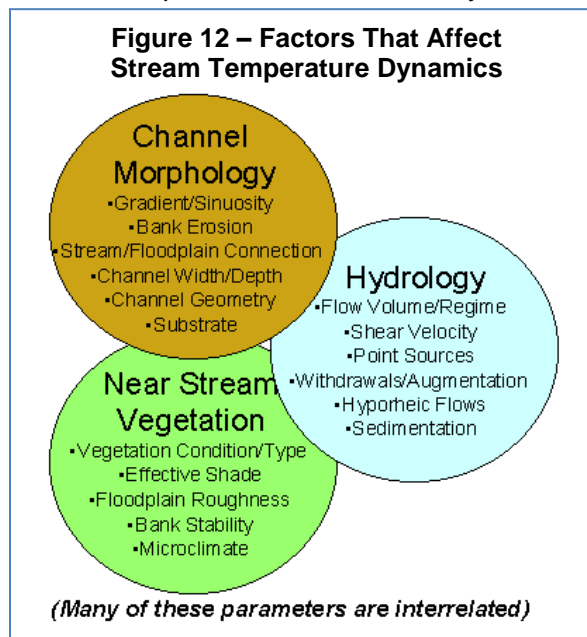 Figure 12 – Factors That Affect
Stream Temperature Dynamics
Channel
Morphology
▪Gradient/Sinuosity
▪Bank Erosion
▪Stream/Floodplain Connection
▪Channel Width/Depth
▪Channel Geometry
▪Substrate
Hydrology
▪Flow Volume/Regime
▪Shear Velocity
▪Point Sources
▪Withdrawals/Augmentation
▪Hyporheic Flows
▪Sedimentation
Near Stream
Vegetation
▪Vegetation Condition/Type
▪Effective Shade
▪Floodplain Roughness
▪Bank Stability
▪Microclimate
(Many of these parameters are interrelated)